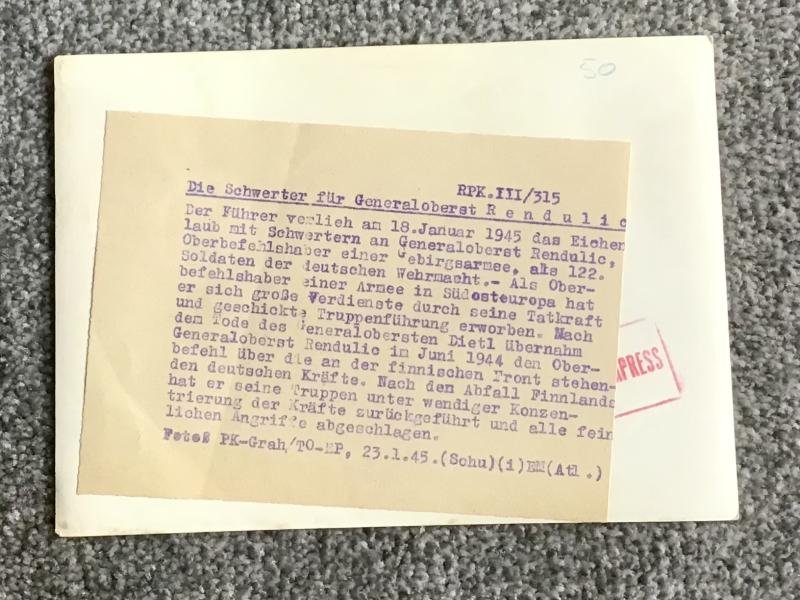 50
RPK.III/315
Die Schwerter für Generaloberst R e n d u l i c
Der Führer verlieh am 18.Januar 1945 das Eichen
laub mit Schwertern an Generaloberst Rendulic,
Oberbefehlshaber einer Gebirgsarmee, als 122.
Soldaten der deutschen Wehrmacht.- Als Ober-
befehlshaber einer Armee in Südosteuropa hat
er sich große Verdienste durch seine Tatkraft
und geschickte Truppenführung erworben. Nach
dem Tode des Generalobersten Dietl übernahm
Generaloberst Rendulic im Juni 1944 den Ober-
befehl über die an der finnischen Front stehen-
den deutschen Kräfte. Nach dem Abfall Finnlands
hat er seine Truppen unter wendiger Konzen-
trierung der Kräfte zurückgeführt und alle fein
lichen Angriffe abgeschlagen.
PK-Grah/TO-EP, 23.1.45.(Schu)(i)EM(Atl.)
PRESS